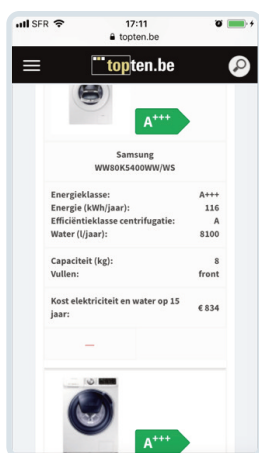 SFR 17:11
topten.be
topten.be
A+++
Samsung
WW80K5400WW/WS
Energieklasse: A+++
Energie (kWh/jaar): 116
Efficiëntieklasse centrifugatie: A
Water (l/jaar): 8100
Capaciteit (kg): 8
Vullen: front
Kost elektriciteit en water op 15 € 834
jaar:
A+++